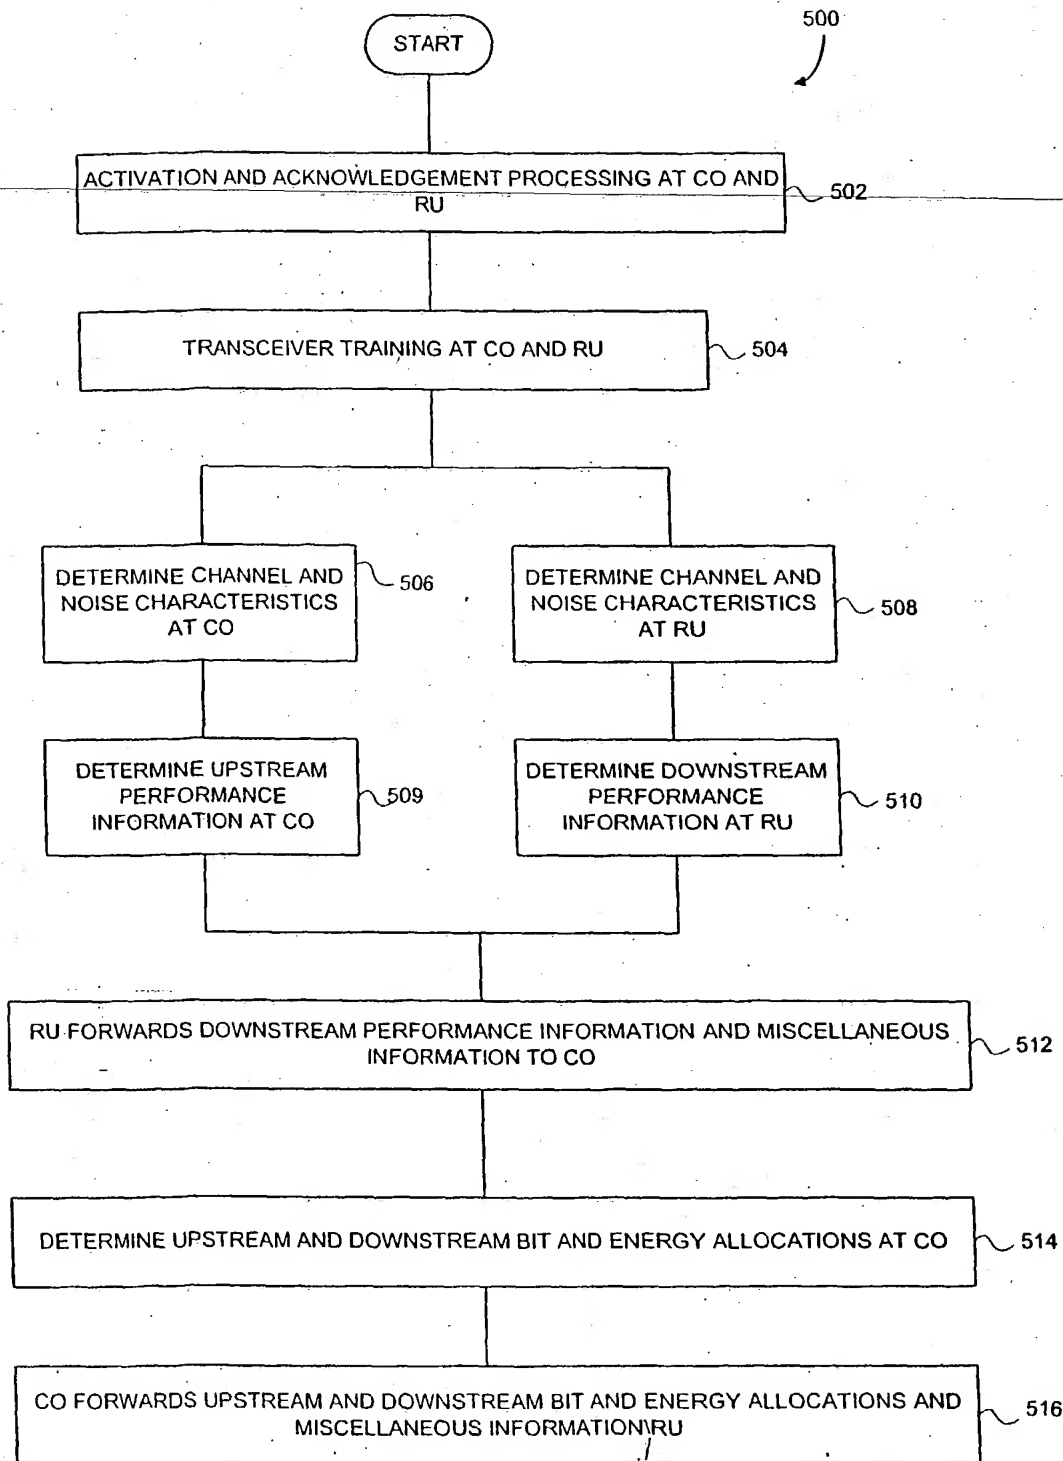 START
500
ACTIVATION AND ACKNOWLEDGEMENT PROCESSING AT CO AND
RU
502
TRANSCEIVER TRAINING AT CO AND RU
504
DETERMINE CHANNEL AND
NOISE CHARACTERISTICS
AT CO
506
DETERMINE CHANNEL AND
NOISE CHARACTERISTICS
AT RU
508
DETERMINE UPSTREAM
PERFORMANCE
INFORMATION AT CO
509
DETERMINE DOWNSTREAM
PERFORMANCE
INFORMATION AT RU
510
RU FORWARDS DOWNSTREAM PERFORMANCE INFORMATION AND MISCELLANEOUS
INFORMATION TO CO
512
DETERMINE UPSTREAM AND DOWNSTREAM BIT AND ENERGY ALLOCATIONS AT CO
514
CO FORWARDS UPSTREAM AND DOWNSTREAM BIT AND ENERGY ALLOCATIONS AND
MISCELLANEOUS INFORMATION\RU
516